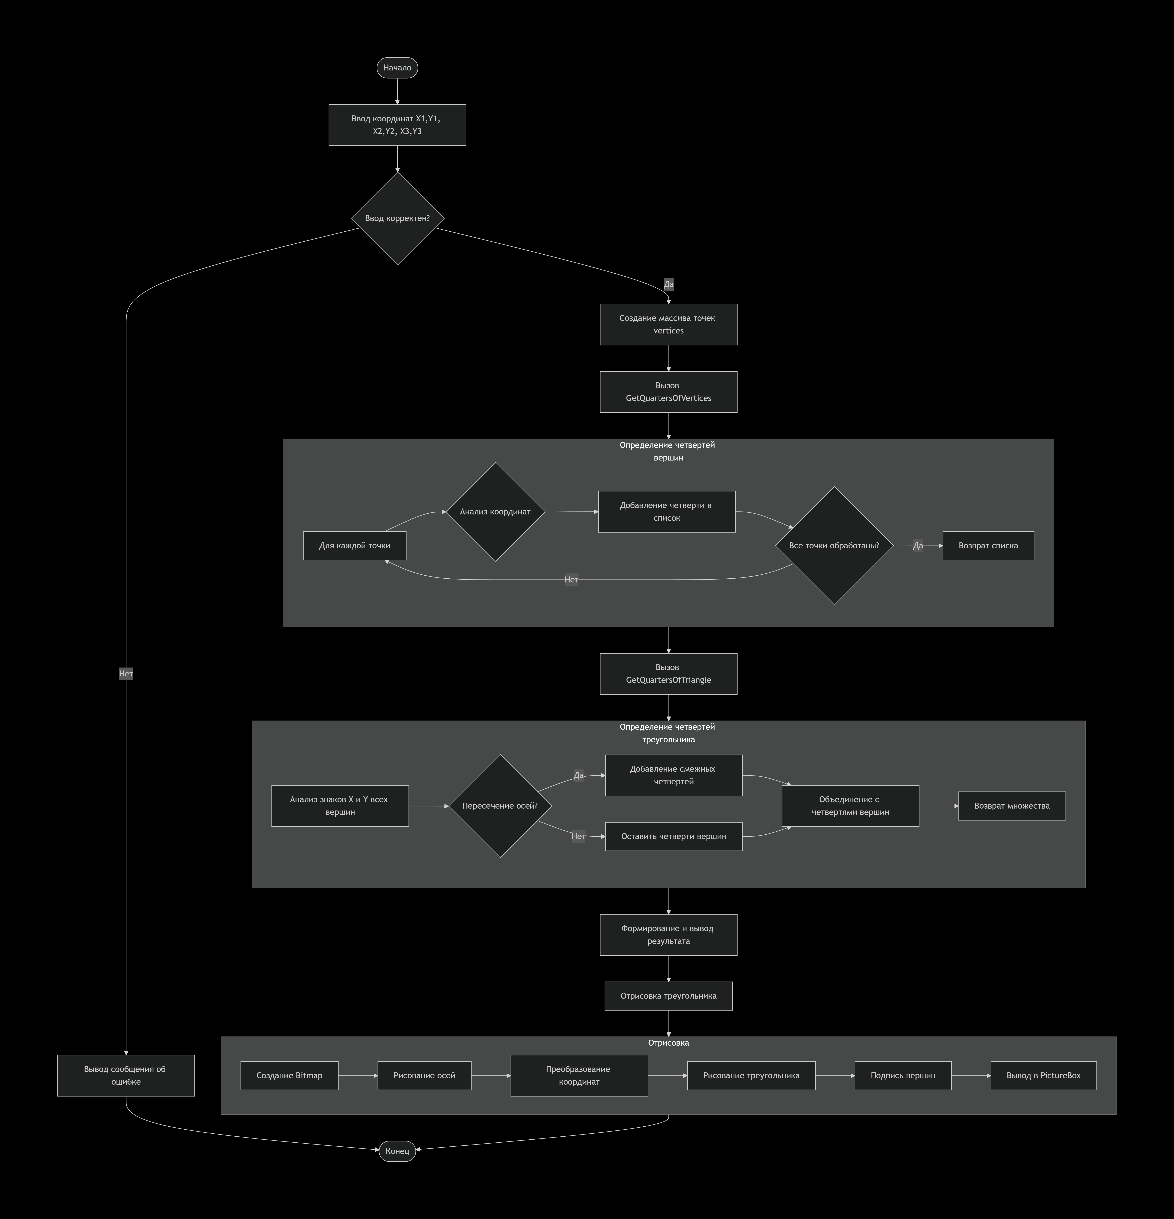 Начало
Ввод координат X1,Y1,
X2,Y2, X3,Y3
Ввод корректен?
Да
Создание массива точек
vertices
Вызов
GetQuartersOfVertices
Определение четвертей
вершин
Анализ координат
Добавление четверти в
список
Для каждой точки
Все точки обработаны?
Да
Возврат списка
Нет
Вызов
GetQuartersOfTriangle
Нет
Определение четвертей
треугольника
Добавление смежных
четвертей
Да
Анализ знаков X и Y всех
вершин
Пересечение осей?
Объединение с
четвертями вершин
Возврат множества
Нет
Оставить четверти вершин
Формирование и вывод
результата
Отрисовка треугольника
Отрисовка
Вывод сообщения об
ошибке
Создание Bitmap
Рисование осей
Преобразование
координат
Рисование треугольника
Подпись вершин
Вывод в PictureBox
Конец